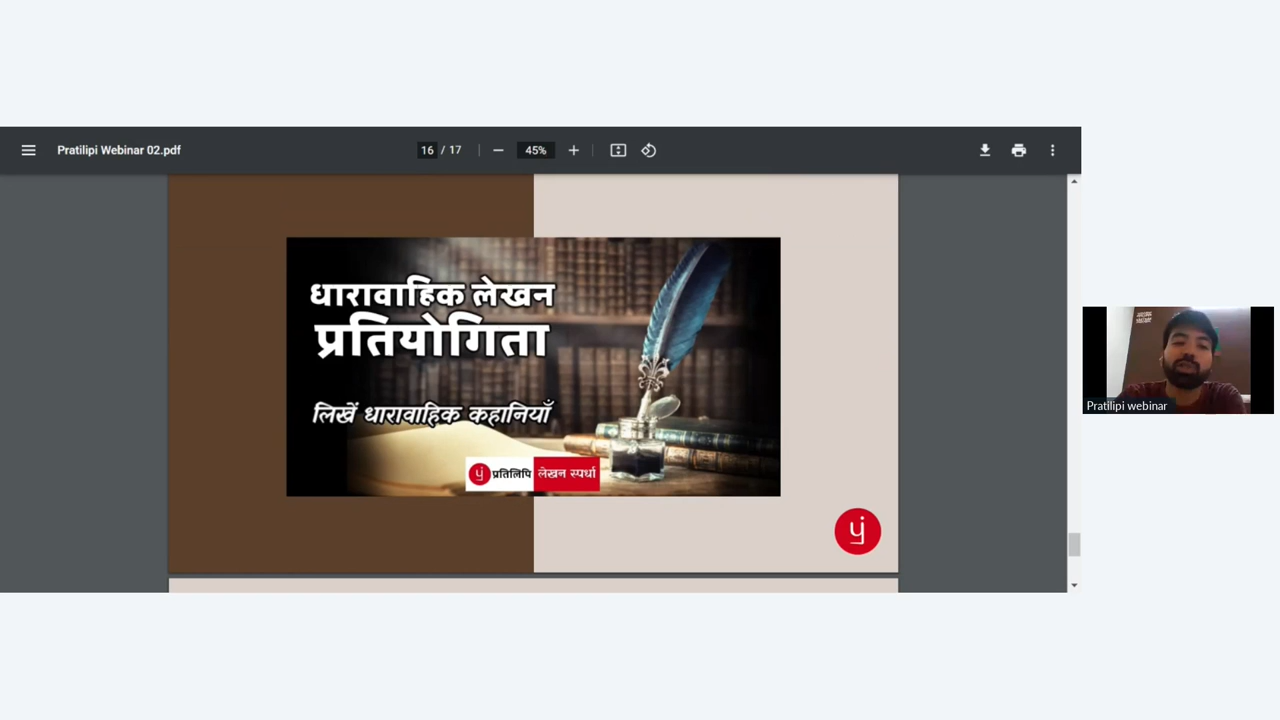 Pratilipi Webinar 02.pdf
16 / 17
45%
धारावाहिक लेखन
प्रतियोगिता
लिखें धारावाहिक कहानियाँ
प्रतिलिपि लेखन स्पर्धा
Pratilipi webinar